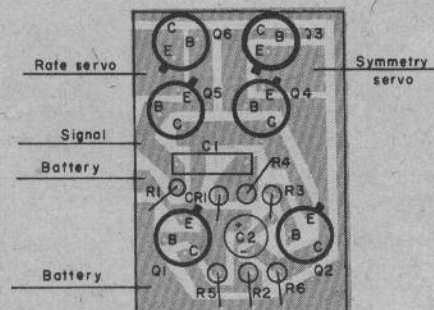 C
B
E
Q6
C
B
E
Q3
Rate servo
Symmetry
servo
E
B
C
Q5
E
B
C
Q4
Signal
C1
Battery
R4
R1
CR1
R3
E
B
C
+
C2
-
E
B
C
Q1
Q2
Battery
R5
R2
R6